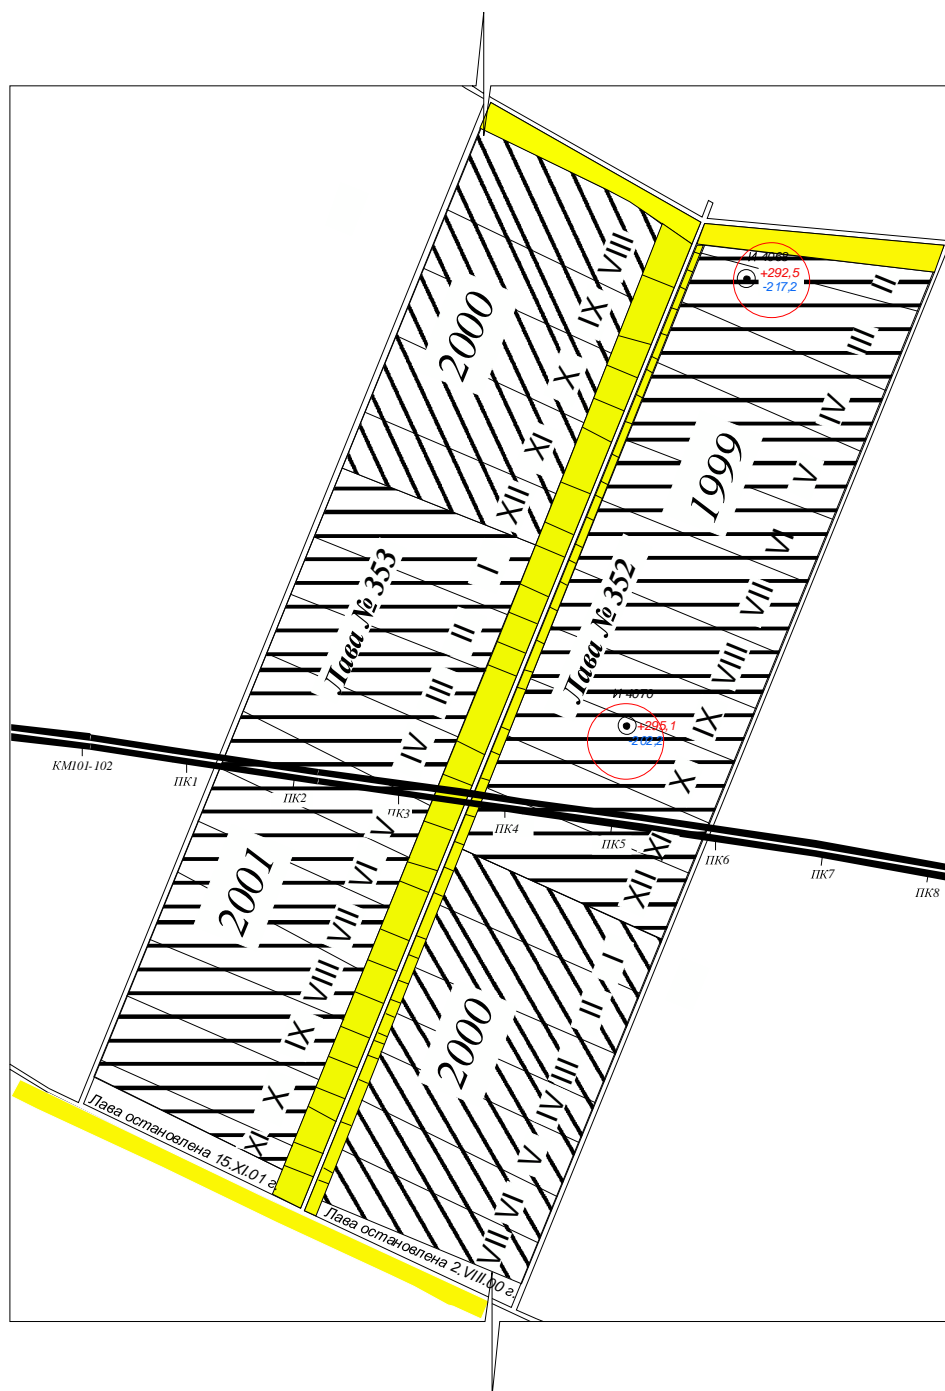 VIII
IX
X
XI
XII
2000
И 4068
+292,5
-217,2
II
III
IV
V
VI
VII
VIII
IX
X
XI
XII
1999
Лава № 352
И 4070
+295,1
-202,2
Лава № 353
I
II
III
IV
V
VI
VII
VIII
IX
X
XI
2001
КМ101-102
ПК1
ПК2
ПК3
ПК4
ПК5
ПК6
ПК7
ПК8
I
II
III
IV
V
VI
VII
2000
Лава остановлена 15.XI.01 г.
Лава остановлена 2.VIII.00 г.